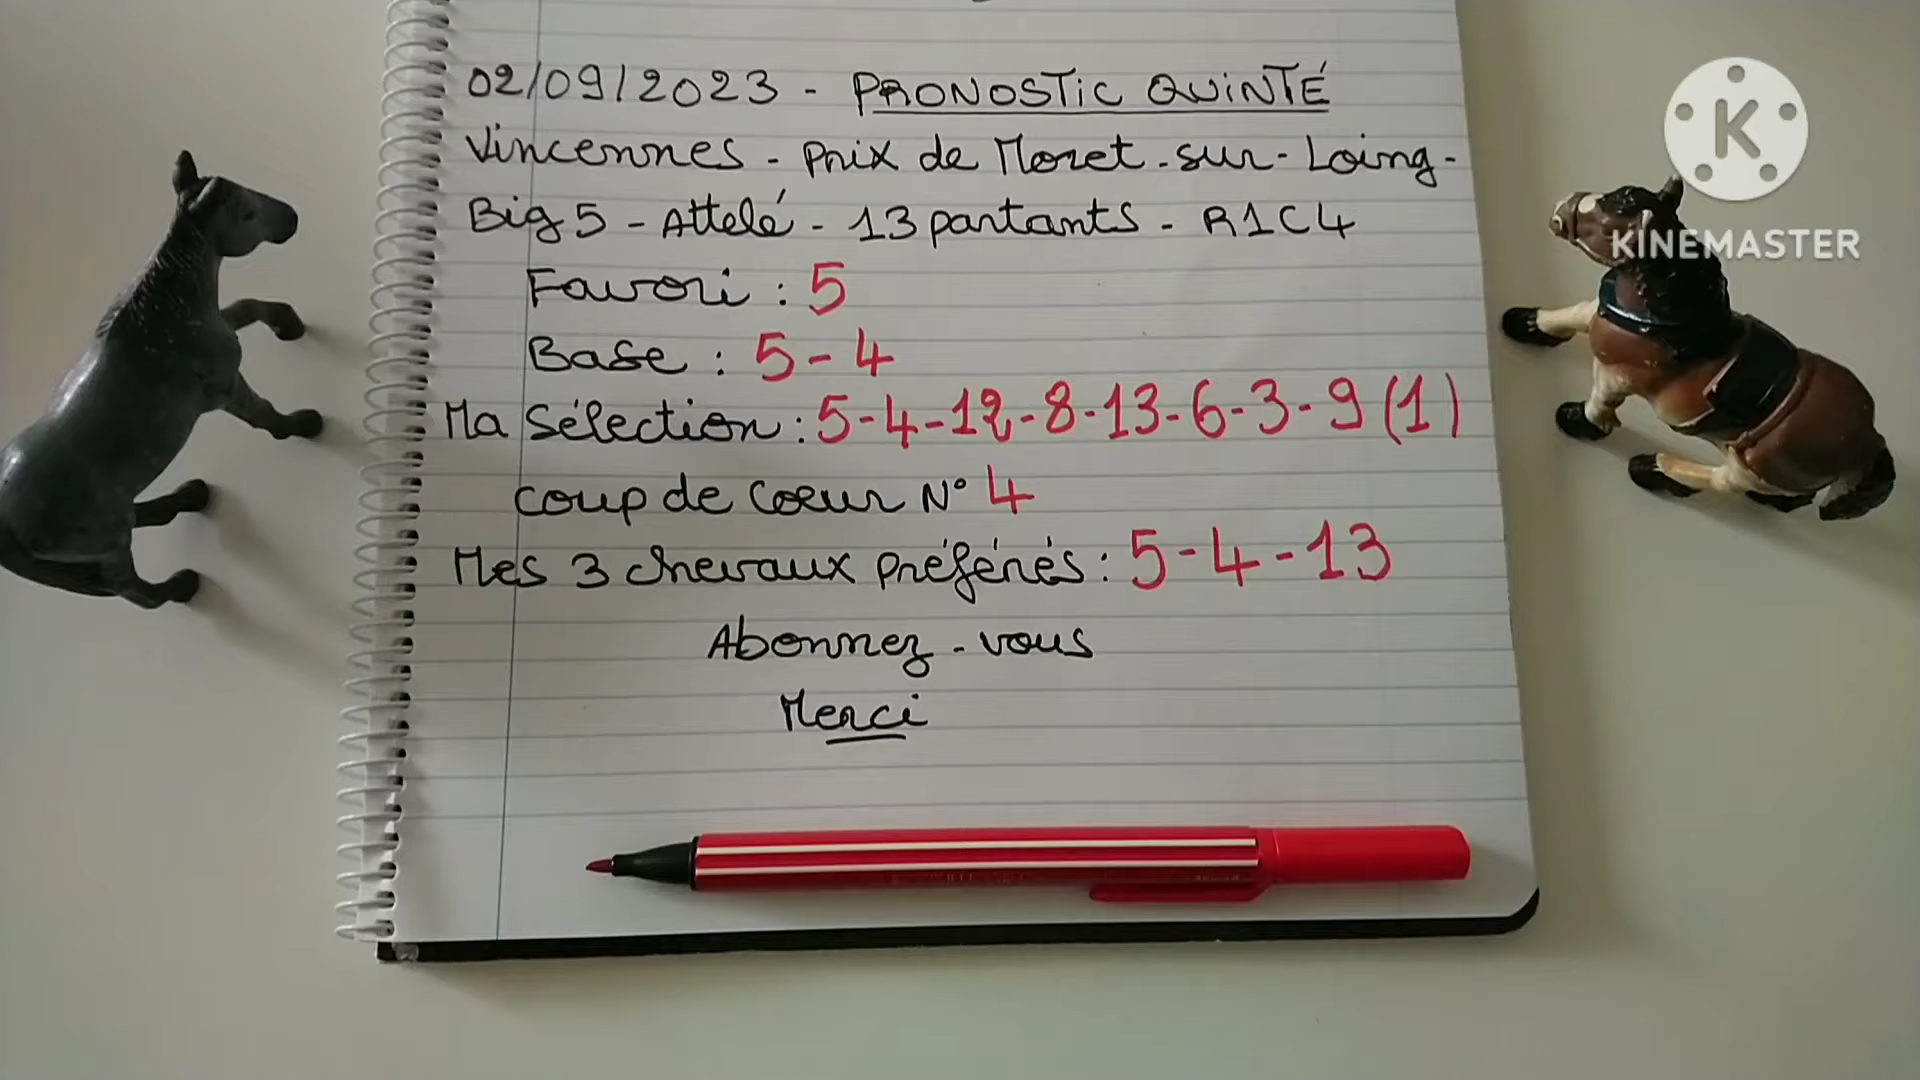 02/09/2023 - PRONOSTIC QUINTÉ
Vincennes - Prix de Moret-sur-Loing -
Big 5 - Attelé - 13 partants - R1C4
Favori : 5
Base : 5 - 4
Ma sélection : 5-4-12-8-13-6-3-9 (1)
coup de coeur N° 4
Mes 3 chevaux préférés : 5-4-13
Abonnez-vous
Merci
K
KINEMASTER